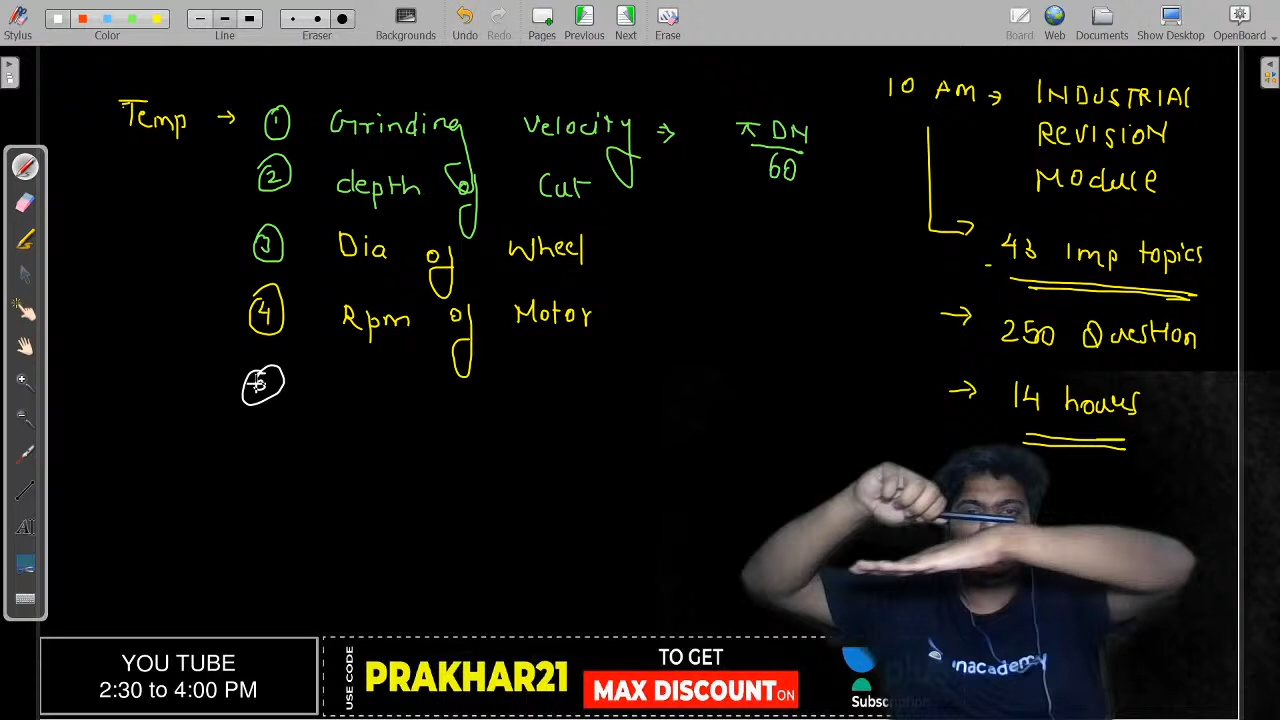 Stylus
Color
Line
Eraser
Backgrounds
Undo
Redo
Pages
Previous
Next
Erase
Board
Web
Documents
Show Desktop
OpenBoard
Temp → 1 Grinding Velocity ⇒ πDN/60
2 depth of Cut
3 Dia of Wheel
4 Rpm of Motor
5
10 AM → INDUSTRIAL
REVISION
MODULE
→ 43 Imp topics
→ 250 Question
→ 14 hours
unacademy
YOU TUBE
2:30 to 4:00 PM
USE CODE
PRAKHAR21
TO GET
MAX DISCOUNT ON
plus
Subscription